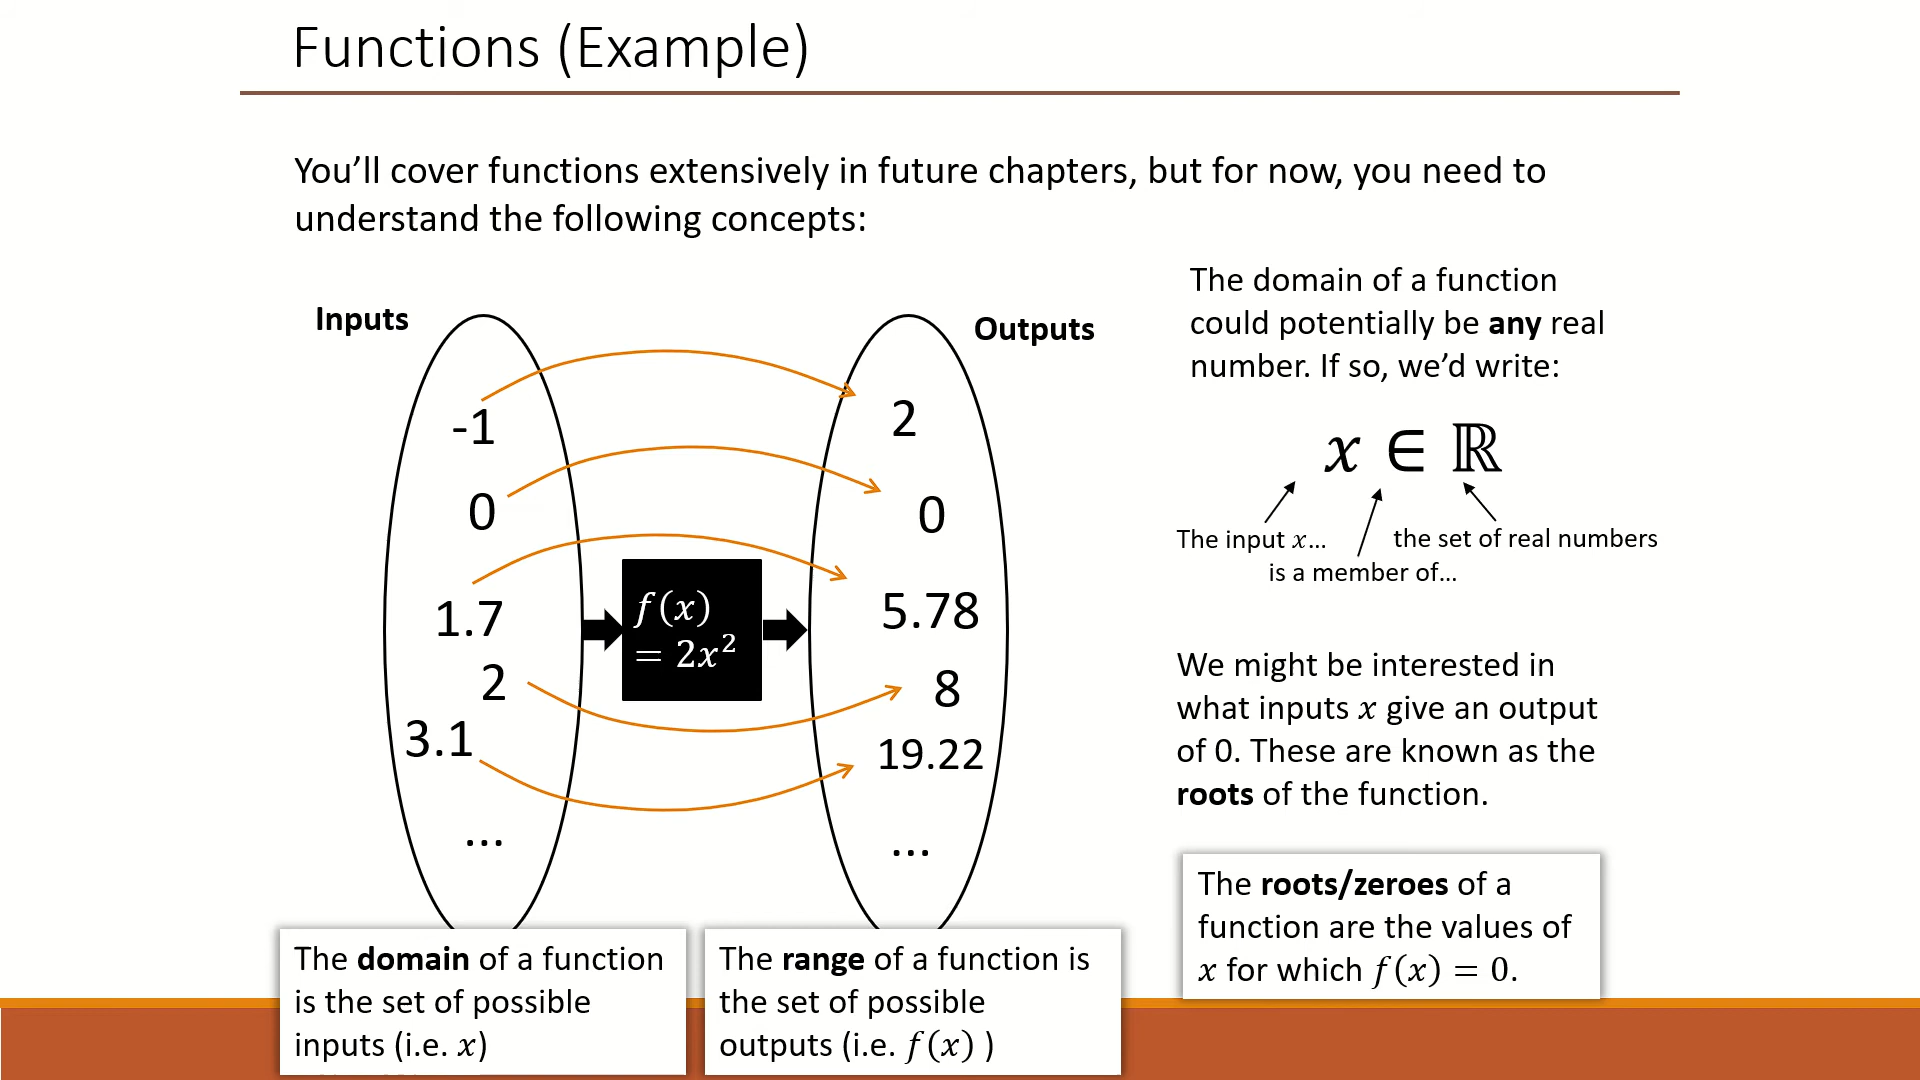 Functions (Example)
You’ll cover functions extensively in future chapters, but for now, you need to
understand the following concepts:
Inputs
-1
0
1.7
2
3.1
...
f(x)
= 2x²
Outputs
2
0
5.78
8
19.22
...
The domain of a function
is the set of possible
inputs (i.e. x)
The range of a function is
the set of possible
outputs (i.e. f(x) )
The domain of a function
could potentially be any real
number. If so, we’d write:
x ∈ ℝ
The input x...
is a member of...
the set of real numbers
We might be interested in
what inputs x give an output
of 0. These are known as the
roots of the function.
The roots/zeroes of a
function are the values of
x for which f(x) = 0.